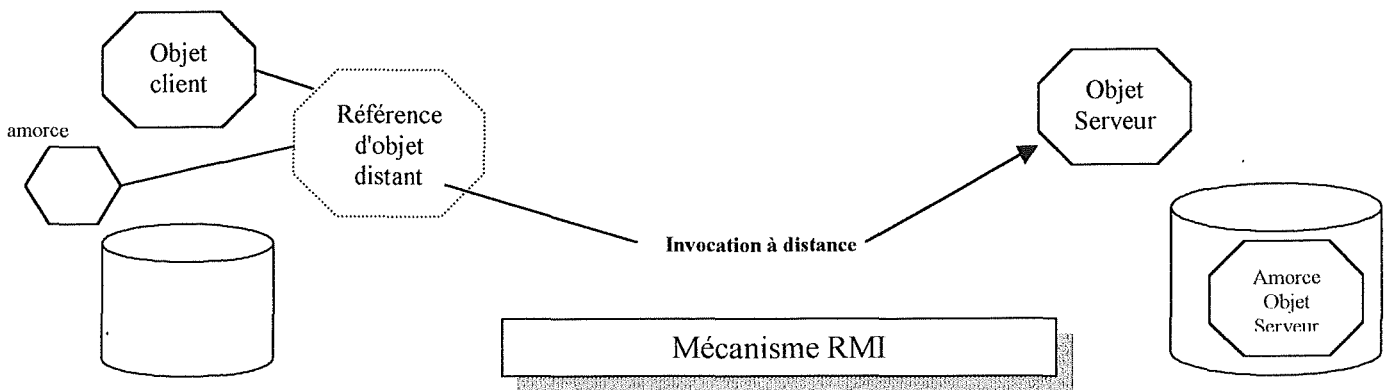 Objet
client
amorce
Référence
d'objet
distant
Invocation à distance
Objet
Serveur
Amorce
Objet
Serveur
Mécanisme RMI